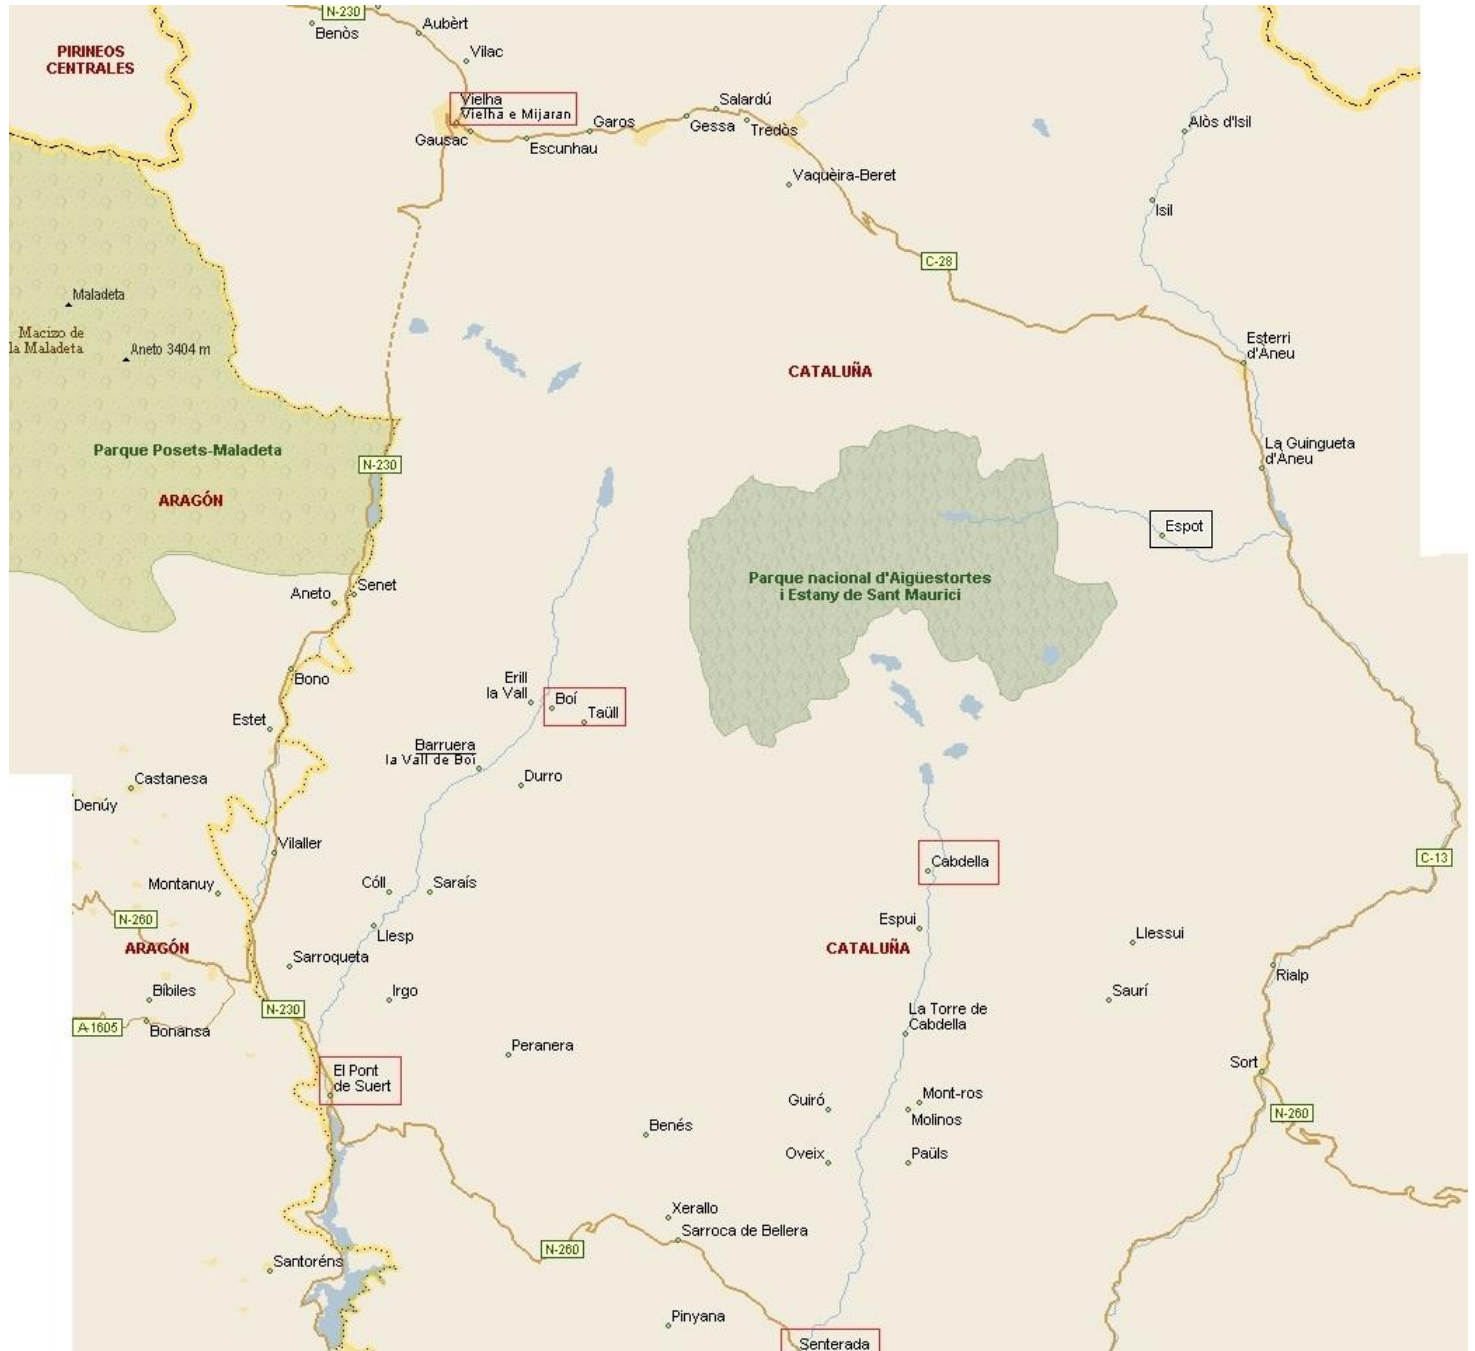 N-230
Aubèrt
Benòs
PIRINEOS
CENTRALES
Vilac
Vielha
Vielha e Mijaran
Salardú
Garos
Gessa
Tredòs
Alòs d'Isil
Gausac
Escunhau
Vaquèira-Beret
Isil
C-28
Maladeta
Macizo de
la Maladeta
Aneto 3404 m
Esterri
d'Àneu
CATALUÑA
Parque Posets-Maladeta
La Guingueta
d'Àneu
N-230
ARAGÓN
Espot
Parque nacional d'Aigüestortes
i Estany de Sant Maurici
Senet
Aneto
Bono
Erill
la Vall
Boí
Taüll
Estet
Barruera
la Vall de Boí
Durro
Castanesa
Denúy
Vilaller
Cabdella
C-13
Montanuy
Cóll
Saraís
N-260
Espui
Llesp
Llessui
ARAGÓN
CATALUÑA
Sarroqueta
Rialp
Bíbiles
Irgo
Saurí
N-230
La Torre de
Cabdella
A-1605
Bonansa
Peranera
El Pont
de Suert
Sort
Guiró
Mont-ros
Molinos
N-260
Benés
Oveix
Paüls
Xerallo
Sarroca de Bellera
N-260
Santoréns
Pinyana
Senterada